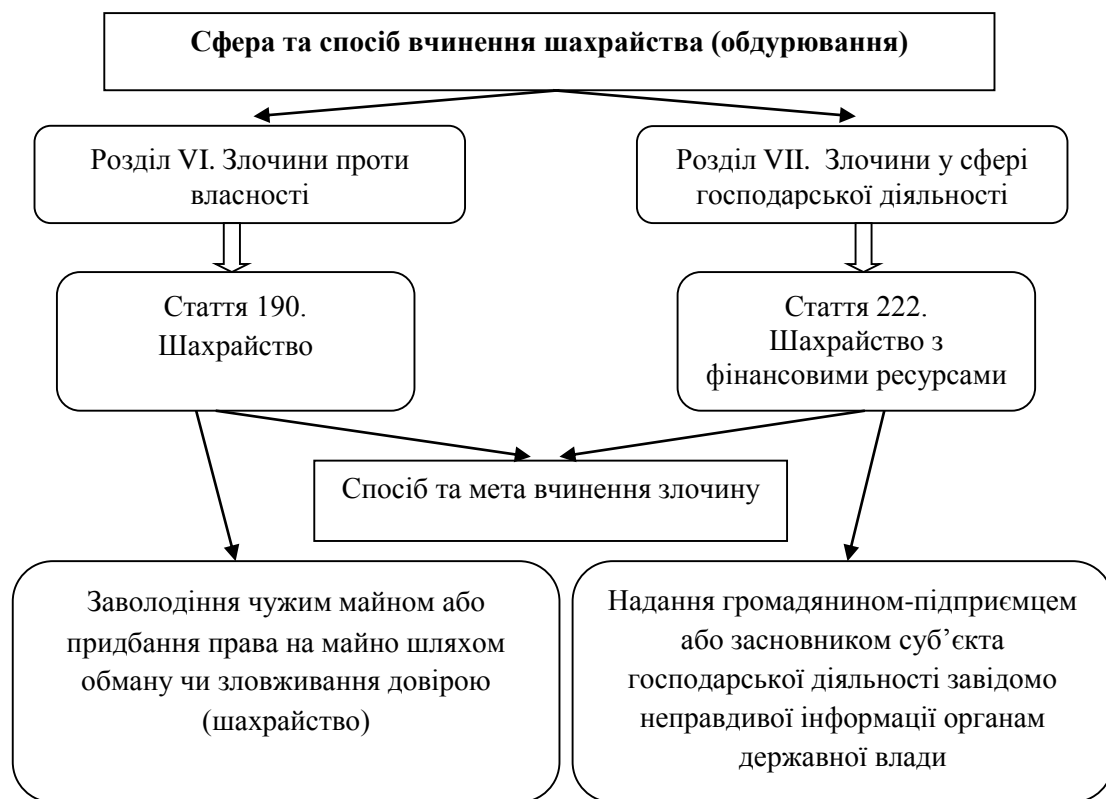 Сфера та спосіб вчинення шахрайства (обдурювання)
Розділ VI. Злочини проти
власності
Розділ VII. Злочини у сфері
господарської діяльності
Стаття 190.
Шахрайство
Стаття 222.
Шахрайство з
фінансовими ресурсами
Спосіб та мета вчинення злочину
Заволодіння чужим майном або
придбання права на майно шляхом
обману чи зловживання довірою
(шахрайство)
Надання громадянином-підприємцем
або засновником суб’єкта
господарської діяльності завідомо
неправдивої інформації органам
державної влади